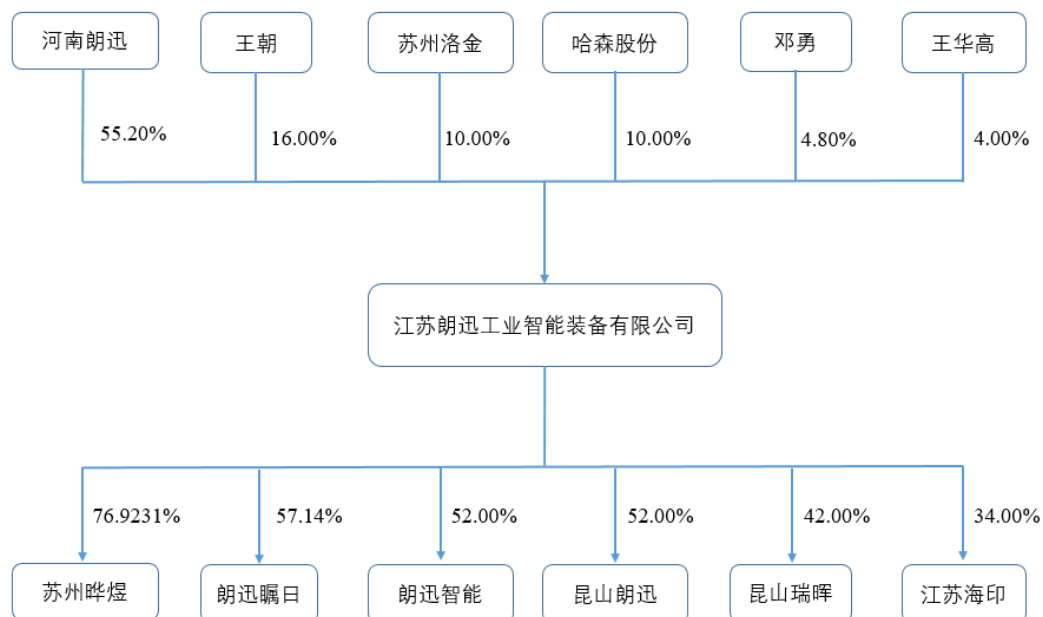 河南朗迅
王朝
苏州洛金
哈森股份
邓勇
王华高
55.20%
16.00%
10.00%
10.00%
4.80%
4.00%
江苏朗迅工业智能装备有限公司
76.9231%
57.14%
52.00%
52.00%
42.00%
34.00%
苏州晔煜
朗迅瞩日
朗迅智能
昆山朗迅
昆山瑞晖
江苏海印